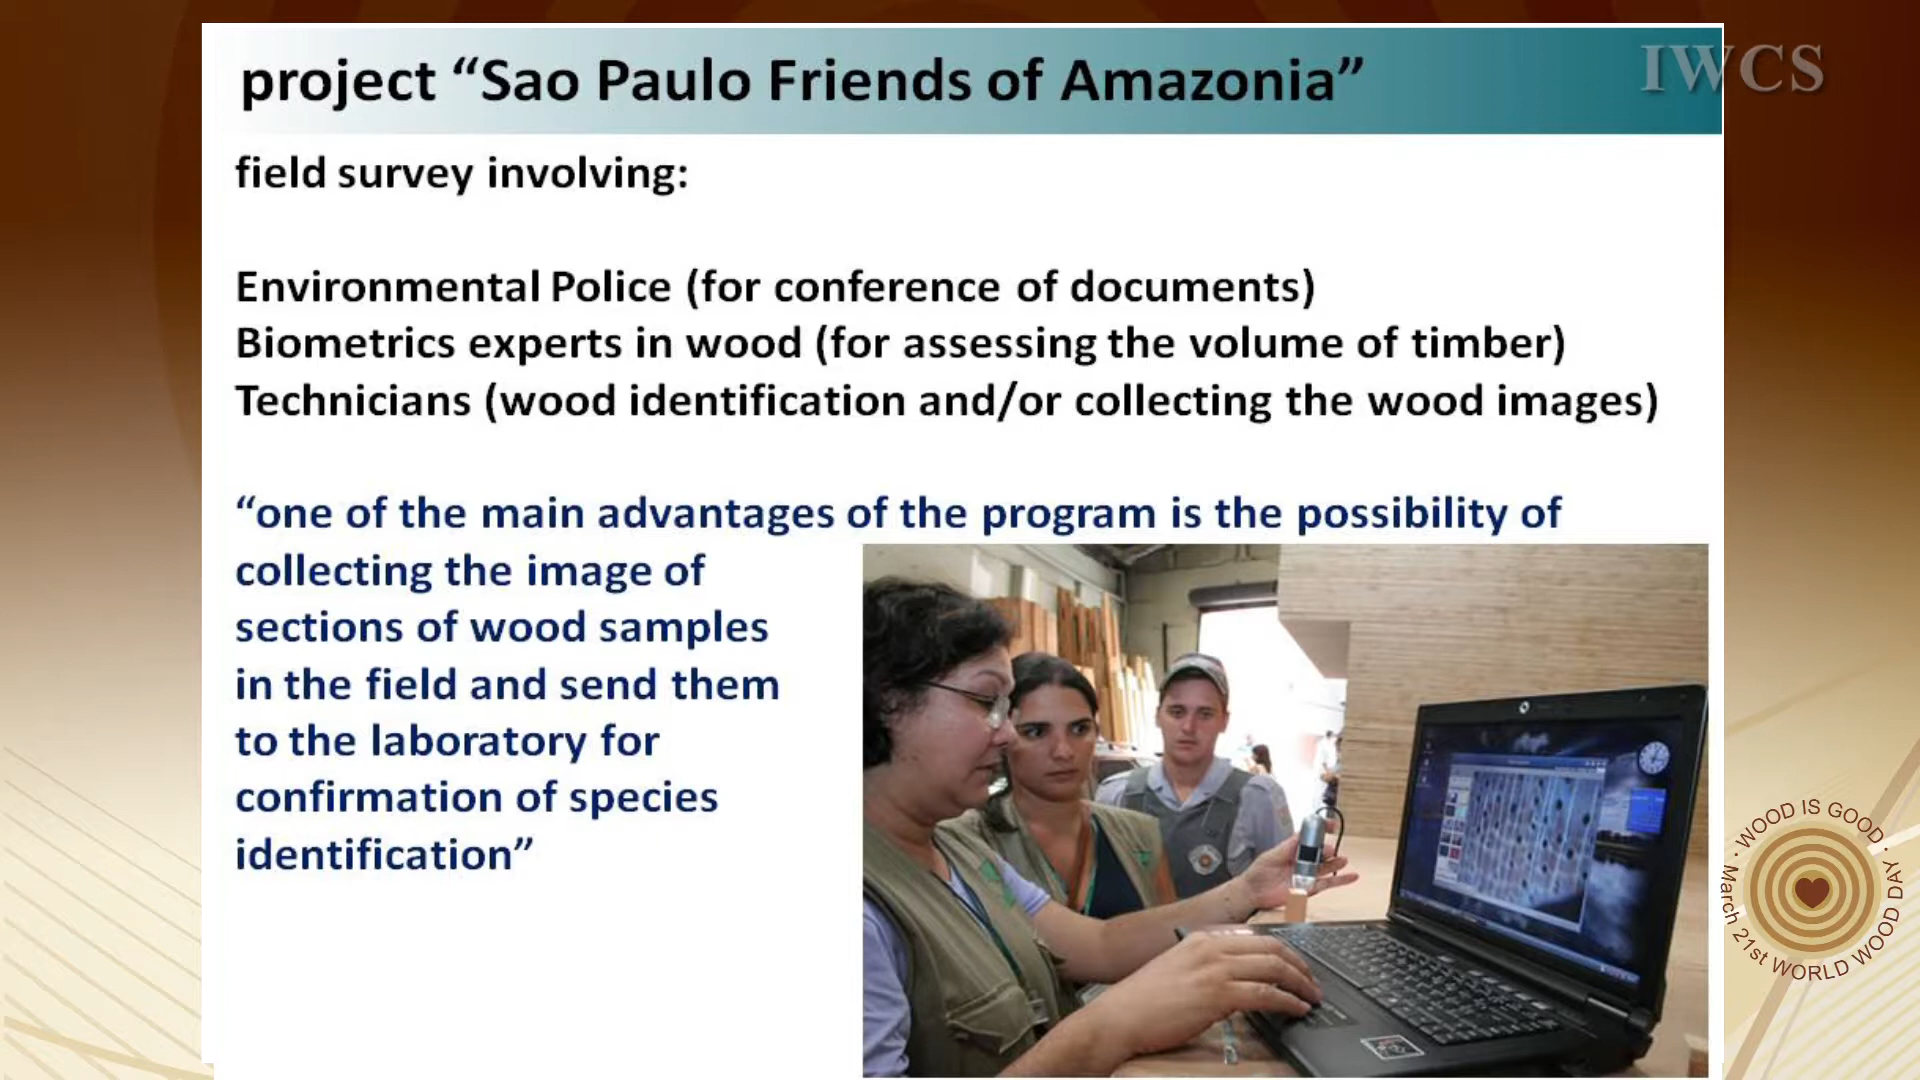 project “Sao Paulo Friends of Amazonia”
IWCS
field survey involving:
Environmental Police (for conference of documents)
Biometrics experts in wood (for assessing the volume of timber)
Technicians (wood identification and/or collecting the wood images)
“one of the main advantages of the program is the possibility of
collecting the image of
sections of wood samples
in the field and send them
to the laboratory for
confirmation of species
identification”
· WOOD IS GOOD ·
March 21st WORLD WOOD DAY